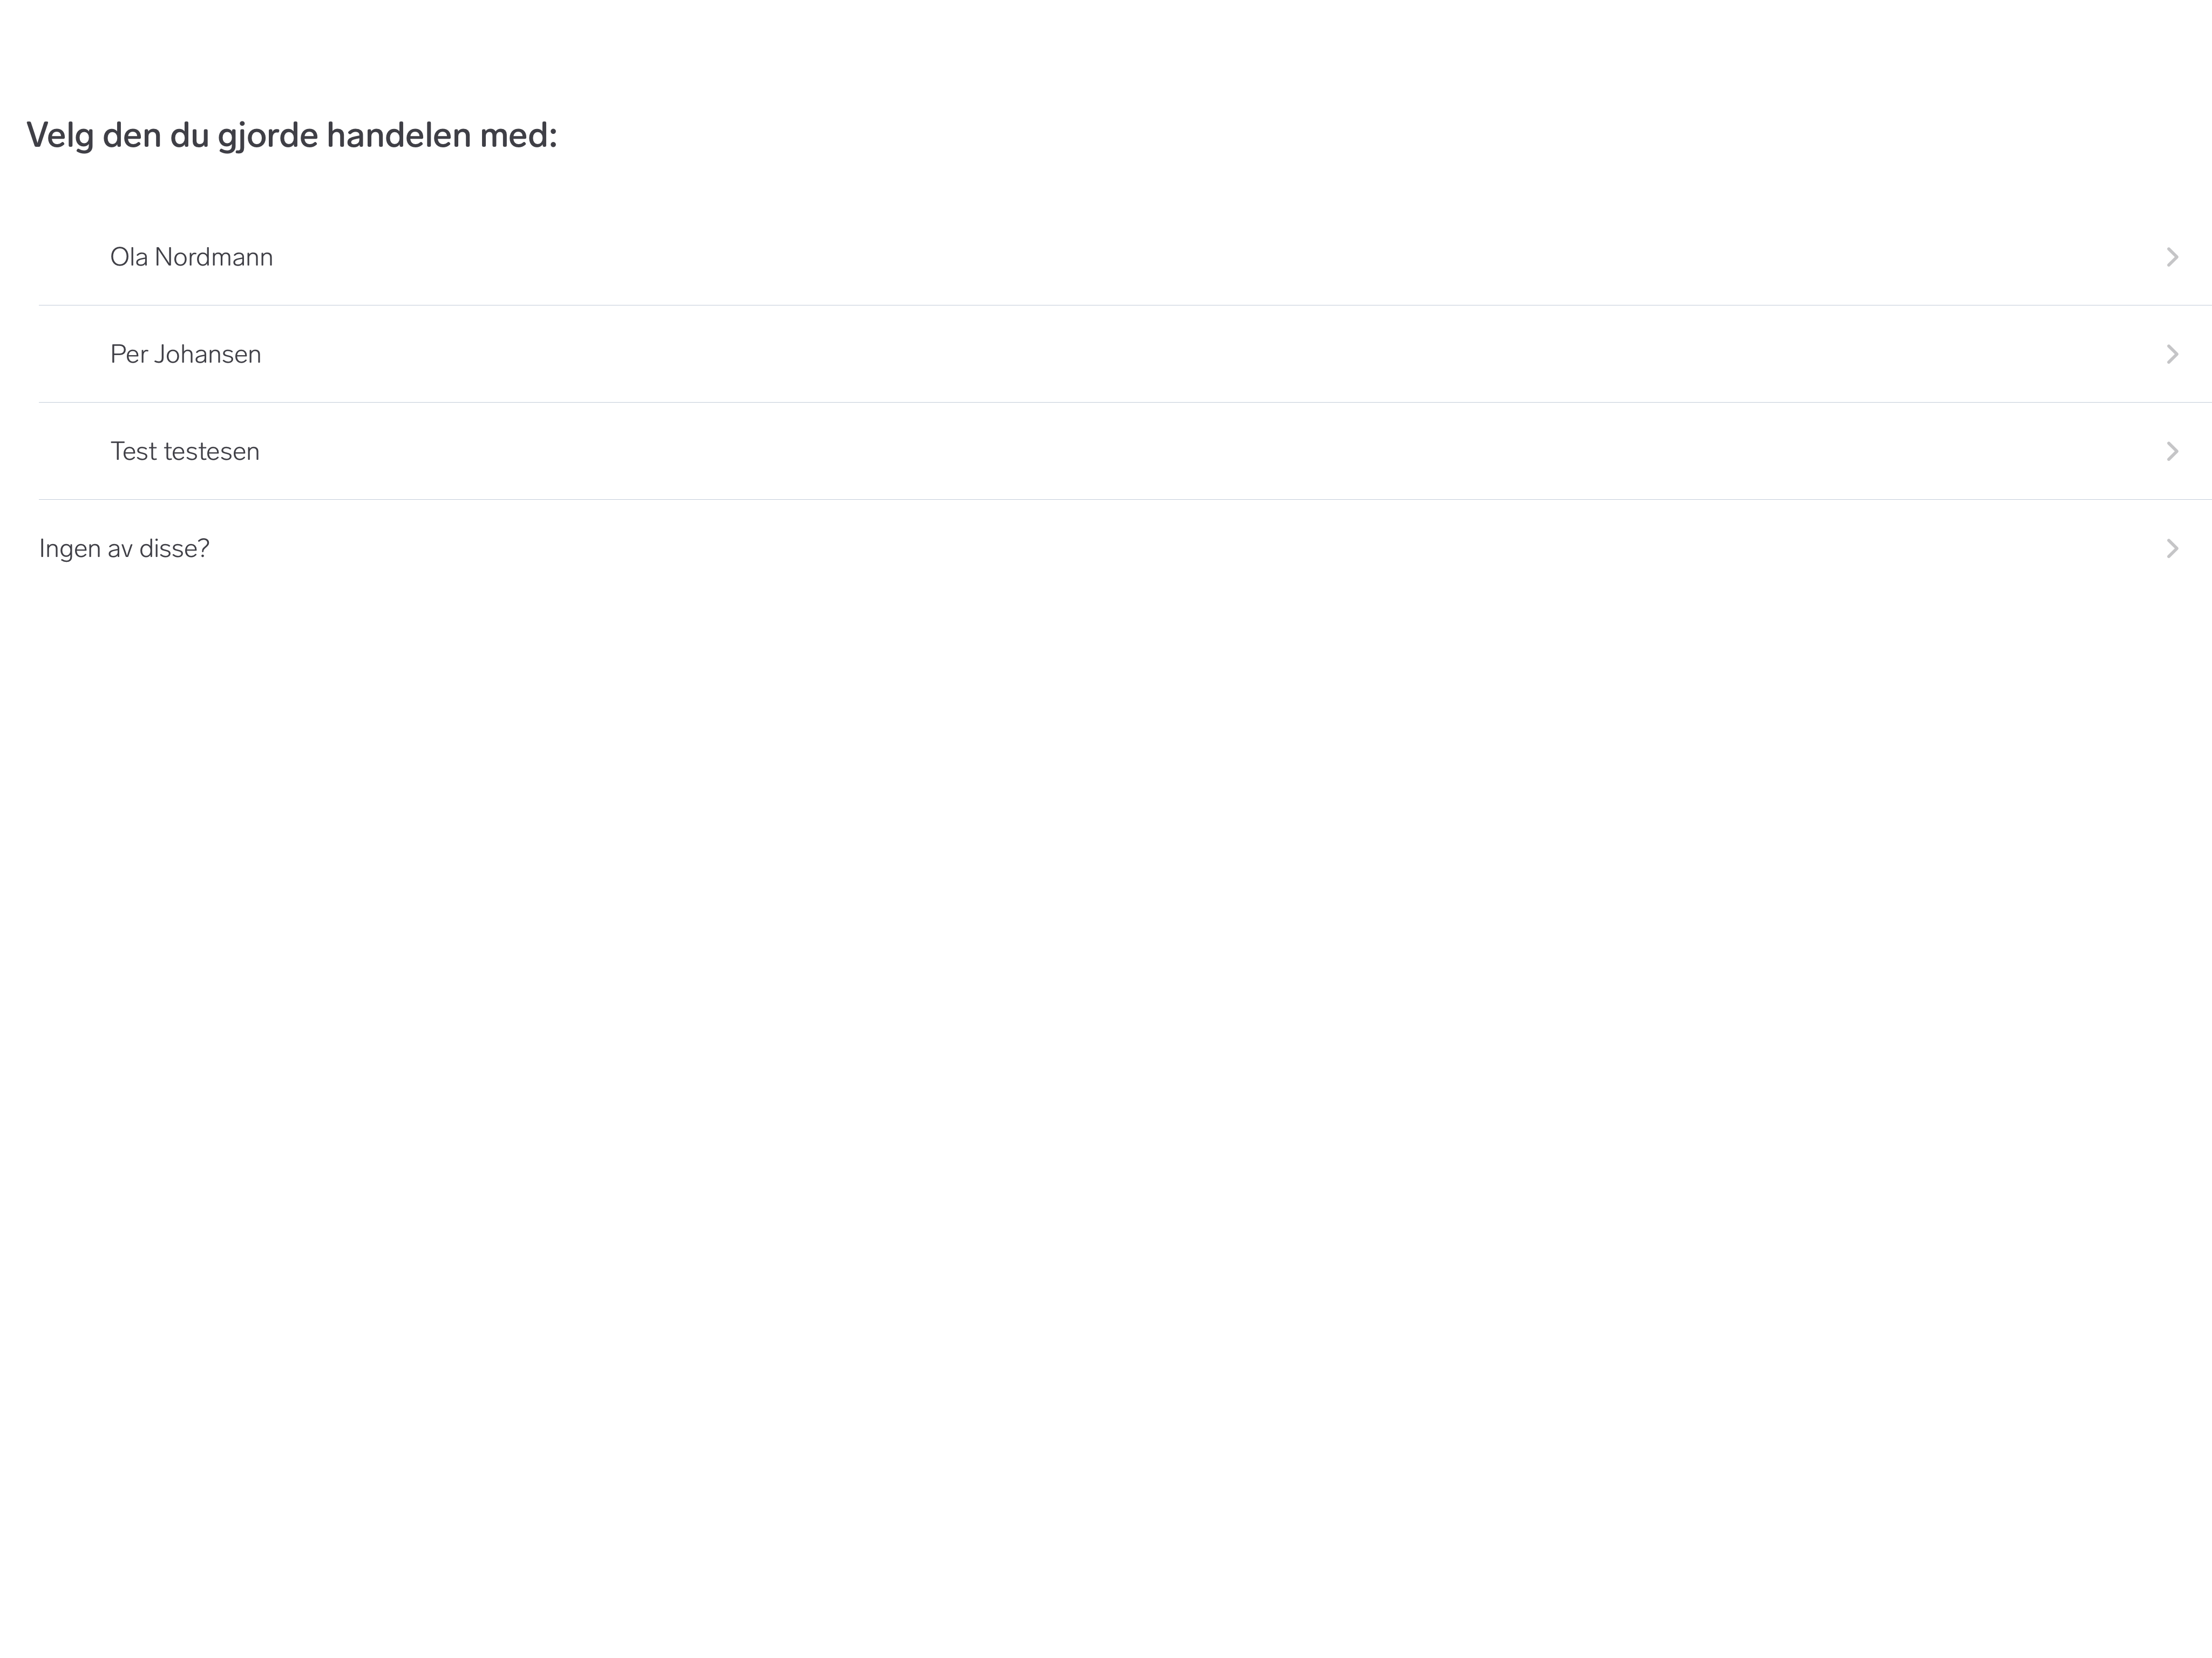 Velg den du gjorde handelen med:
Ola Nordmann
Per Johansen
Test testesen
Ingen av disse?